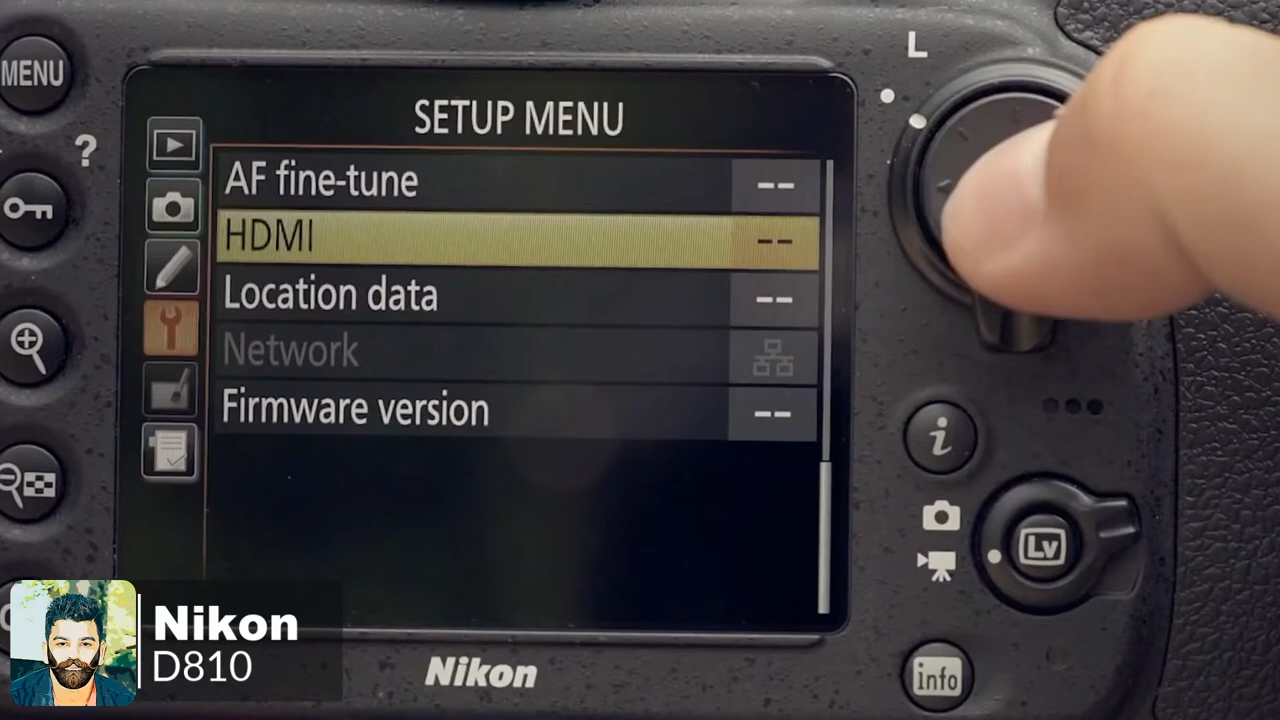 MENU
L
?
SETUP MENU
AF fine-tune --
HDMI --
Location data --
Network
Firmware version --
i
Lv
info
Nikon
Nikon
D810